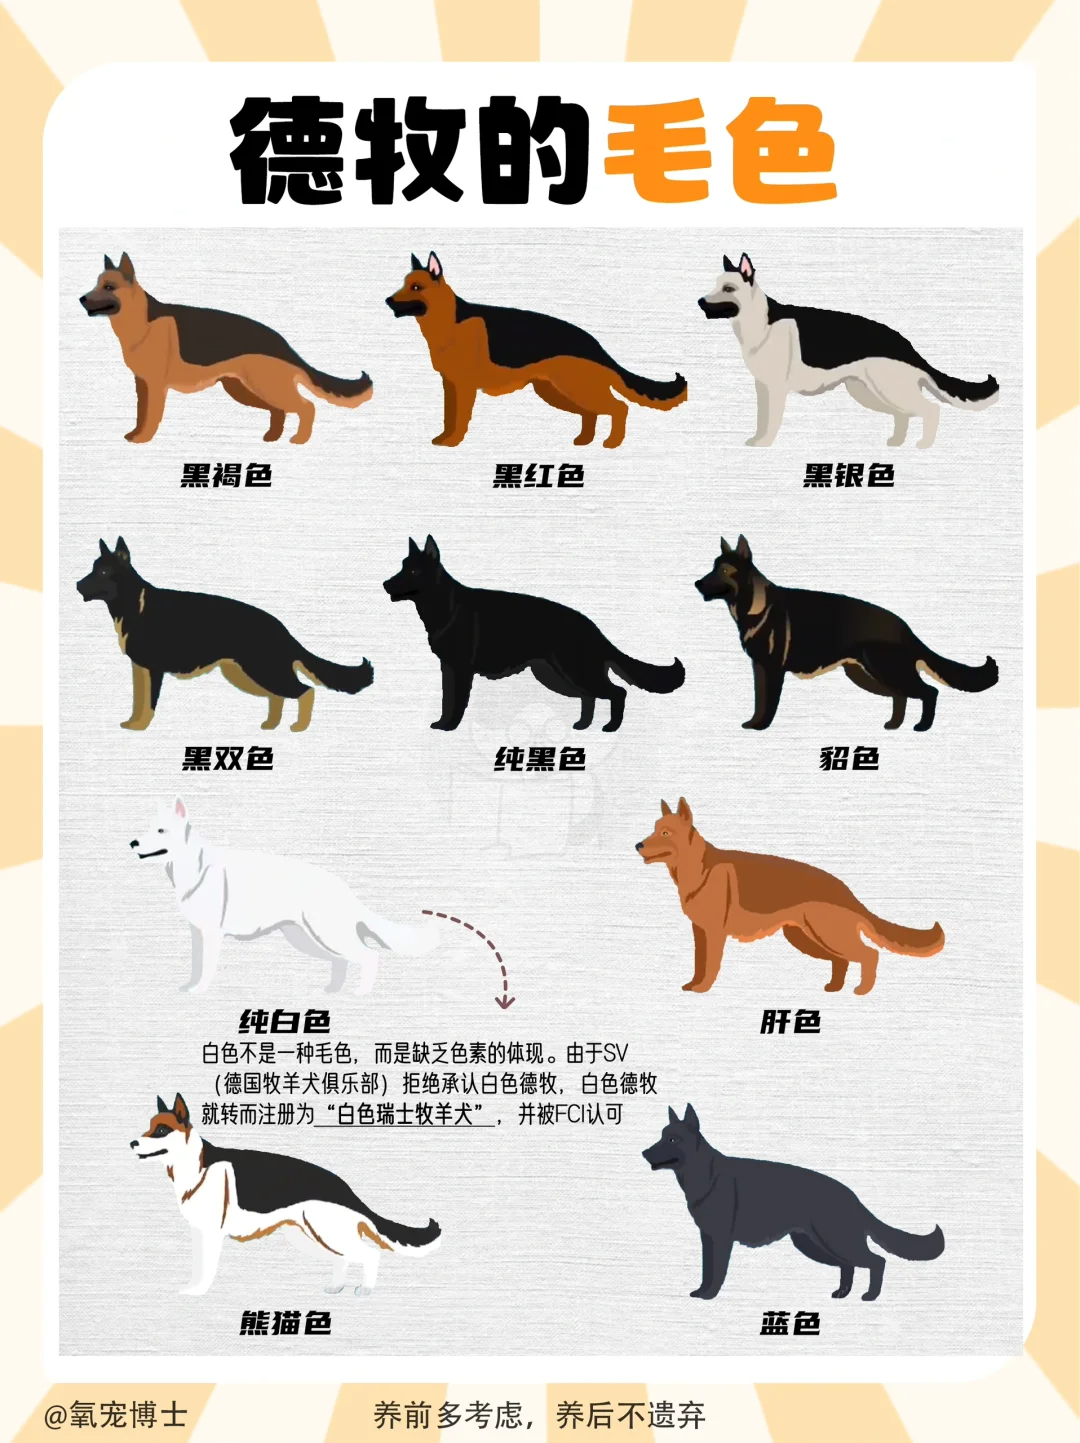 德牧的毛色
黑褐色
黑红色
黑银色
黑双色
纯黑色
貂色
纯白色
肝色
白色不是一种毛色，而是缺乏色素的体现。由于SV
（德国牧羊犬俱乐部）拒绝承认白色德牧，白色德牧
就转而注册为“白色瑞士牧羊犬”，并被FCI认可
熊猫色
蓝色
@氧宠博士
养前多考虑，养后不遗弃